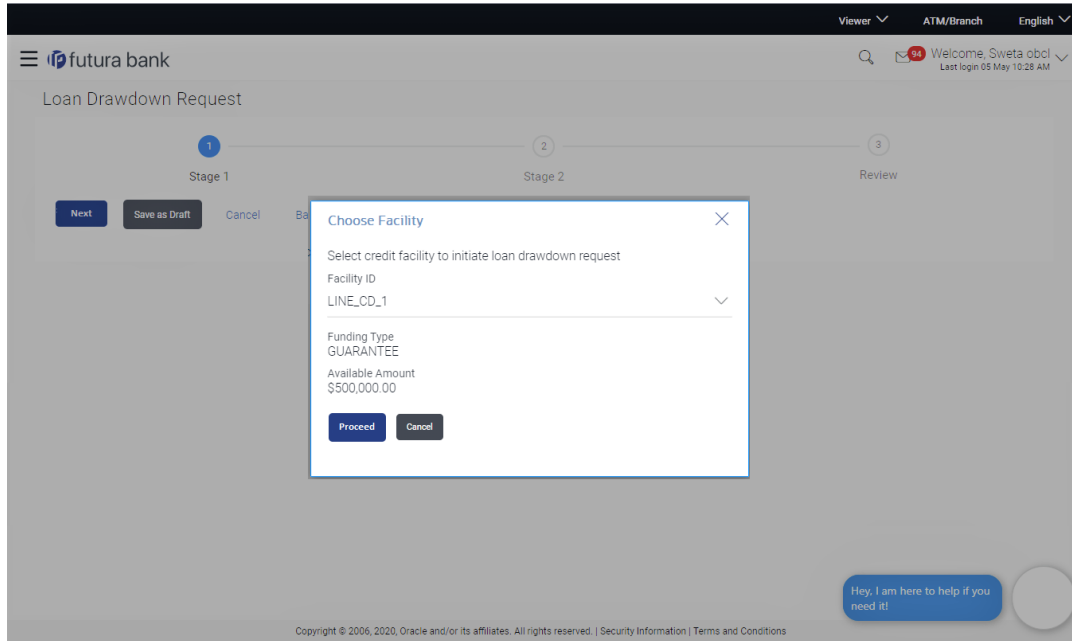 Viewer ATM/Branch English
futura bank
94 Welcome, Sweta obcl
Last login 05 May 10:28 AM
Loan Drawdown Request
1 2 3
Stage 1 Stage 2 Review
Next Save as Draft Cancel Ba
Choose Facility
Select credit facility to initiate loan drawdown request
Facility ID
LINE_CD_1
Funding Type
GUARANTEE
Available Amount
$500,000.00
Proceed Cancel
Hey, I am here to help if you
need it!
Copyright © 2006, 2020, Oracle and/or its affiliates. All rights reserved. | Security Information | Terms and Conditions